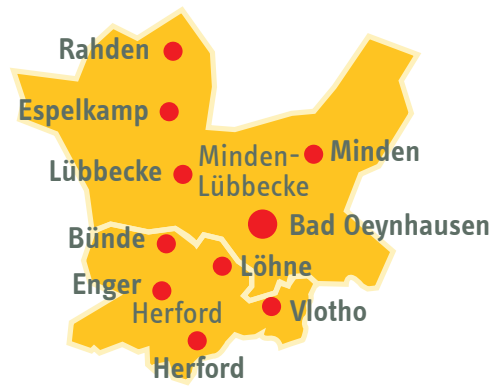 Rahden
Espelkamp
Minden
Minden-
Lübbecke
Lübbecke
Bad Oeynhausen
Bünde
Löhne
Enger
Herford
Vlotho
Herford